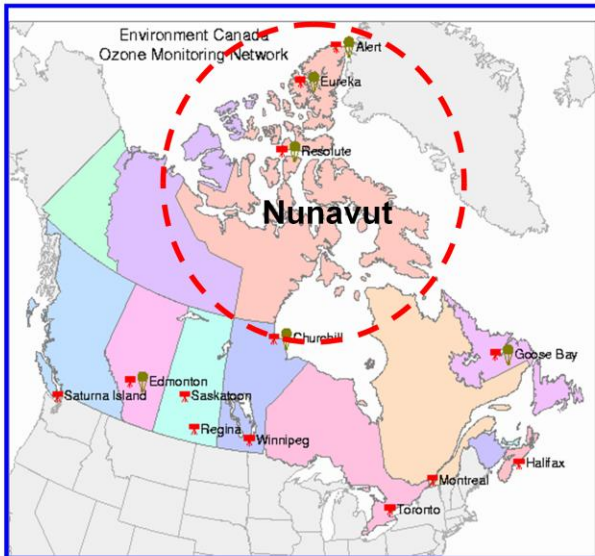 Environment Canada
Ozone Monitoring Network
Alert
Eureka
Resolute
Nunavut
Churchill
Goose Bay
Edmonton
Saturna Island
Saskatoon
Regina
Winnipeg
Halifax
Montreal
Toronto